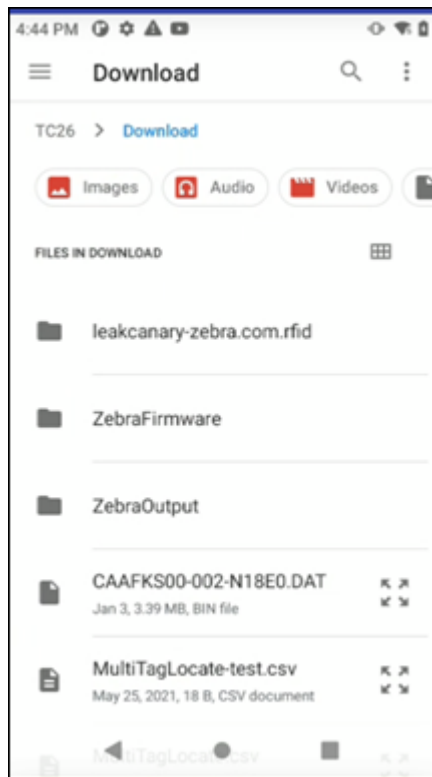 4:44 PM
Download
TC26 > Download
Images Audio Videos
FILES IN DOWNLOAD
leakcanary-zebra.com.rfid
ZebraFirmware
ZebraOutput
CAAFKS00-002-N18E0.DAT
Jan 3, 3.39 MB, BIN file
MultiTagLocate-test.csv
May 25, 2021, 18 B, CSV document
MultiTagLocate.csv